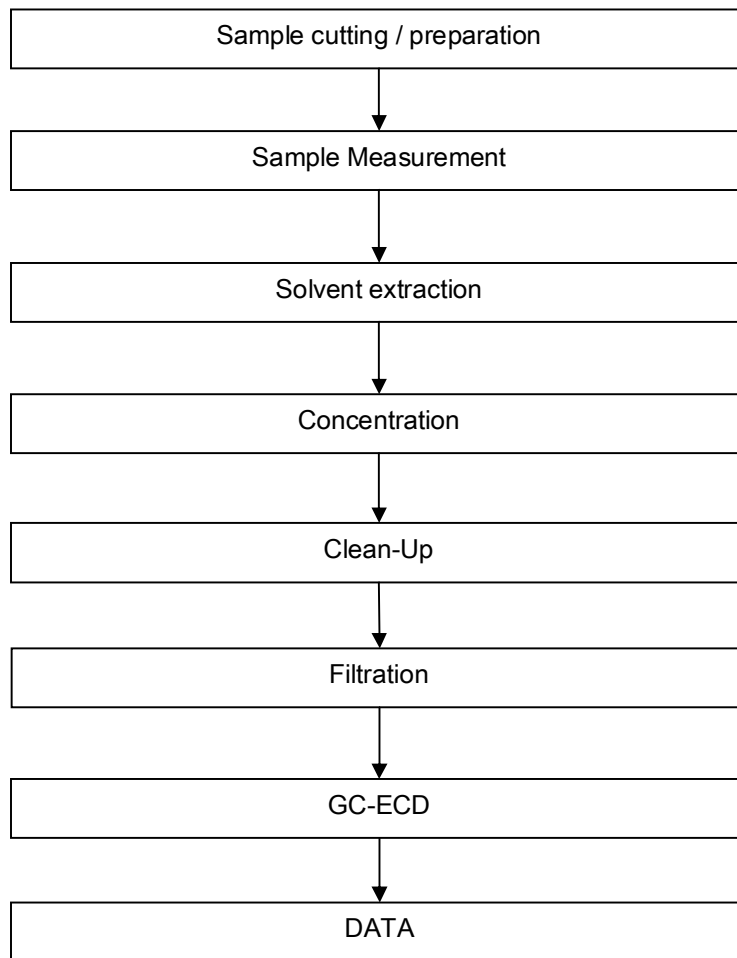 Sample cutting / preparation
Sample Measurement
Solvent extraction
Concentration
Clean-Up
Filtration
GC-ECD
DATA